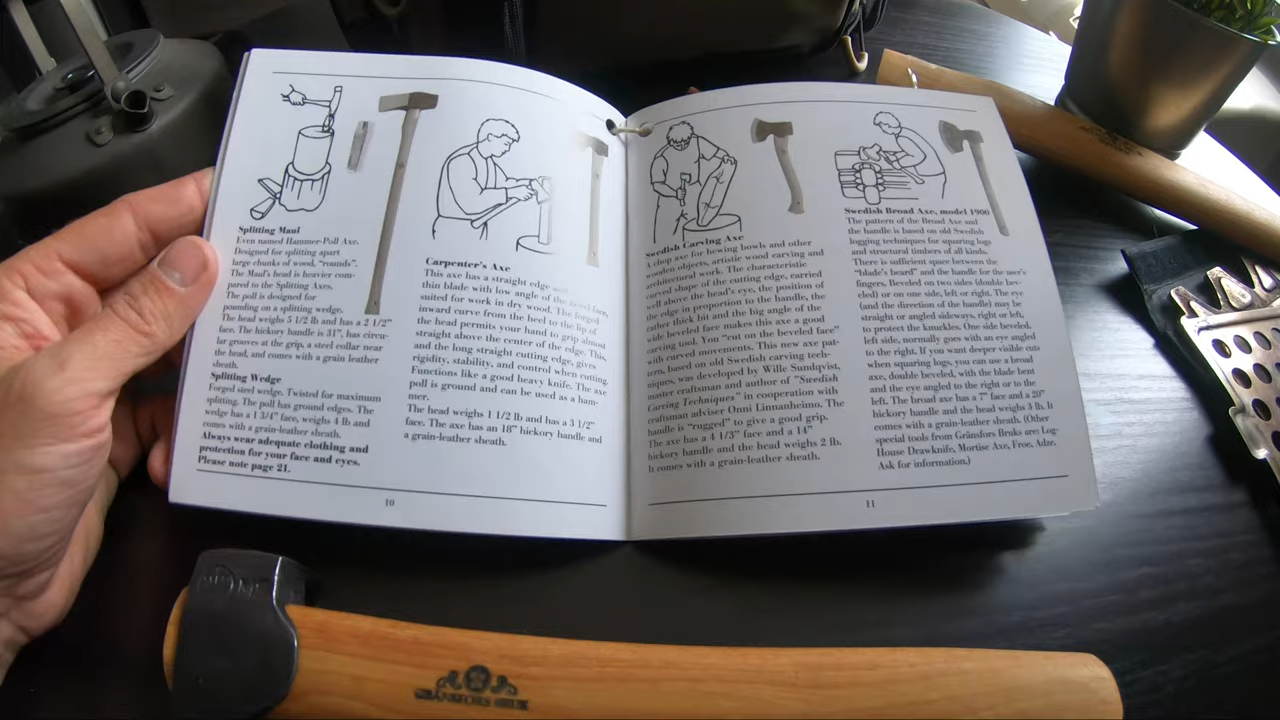 Splitting Maul
Even named Hammer-Poll Axe.
Designed for splitting apart
large chunks of wood, "rounds".
The Maul's head is heavier com-
pared to the Splitting Axes.
The poll is designed for
pounding on a splitting wedge.
The head weighs 5 1/2 lb and has a 2 1/2"
face. The hickory handle is 31", has circu-
lar grooves at the grip, a steel collar near
the head, and comes with a grain leather
sheath.
Splitting Wedge
Forged steel wedge. Twisted for maximum
splitting. The poll has ground edges. The
wedge has a 1 3/4" face, weighs 4 lb and
comes with a grain-leather sheath.
Always wear adequate clothing and
protection for your face and eyes.
Please note page 21.
Carpenter's Axe
This axe has a straight edge and
thin blade with low angle of the bevel face,
suited for work in dry wood. The forged
inward curve from the heel to the lip of
the head permits your hand to grip almost
straight above the center of the edge. This,
and the long straight cutting edge, gives
rigidity, stability, and control when cutting.
Functions like a good heavy knife. The axe
poll is ground and can be used as a ham-
mer.
The head weighs 1 1/2 lb and has a 3 1/2"
face. The axe has an 18" hickory handle and
a grain-leather sheath.
10
Swedish Carving Axe
A chop axe for hewing bowls and other
wooden objects, artistic wood carving and
architectural work. The characteristic
curved shape of the cutting edge, carried
well above the head's eye, the position of
the edge in proportion to the handle, the
rather thick bit and the big angle of the
wide beveled face makes this axe a good
carving tool. You "cut on the beveled face"
with curved movements. This new axe pat-
tern, based on old Swedish carving tech-
niques, was developed by Wille Sundqvist,
master craftsman and author of "Swedish
Carving Techniques" in cooperation with
craftsman adviser Onni Linnanheimo. The
handle is "rugged" to give a good grip.
The axe has a 4 1/3" face and a 14"
hickory handle and the head weighs 2 lb.
It comes with a grain-leather sheath.
Swedish Broad Axe, model 1900
The pattern of the Broad Axe and
the handle is based on old Swedish
logging techniques for squaring logs
and structural timbers of all kinds.
There is sufficient space between the
"blade's beard" and the handle for the user's
fingers. Beveled on two sides (double bev-
eled) or on one side, left or right. The eye
(and the direction of the handle) may be
straight or angled sideways, right or left,
to protect the knuckles. One side beveled,
left side, normally goes with an eye angled
to the right. If you want deeper visible cuts
when squaring logs, you can use a broad
axe, double beveled, with the blade bent
and the eye angled to the right or to the
left. The broad axe has a 7" face and a 20"
hickory handle and the head weighs 3 lb. It
comes with a grain-leather sheath. (Other
special tools from Gränsfors Bruks are: Log-
House Drawknife, Mortise Axe, Froe, Adze.
Ask for information.)
11
GRÄNSFORS BRUK